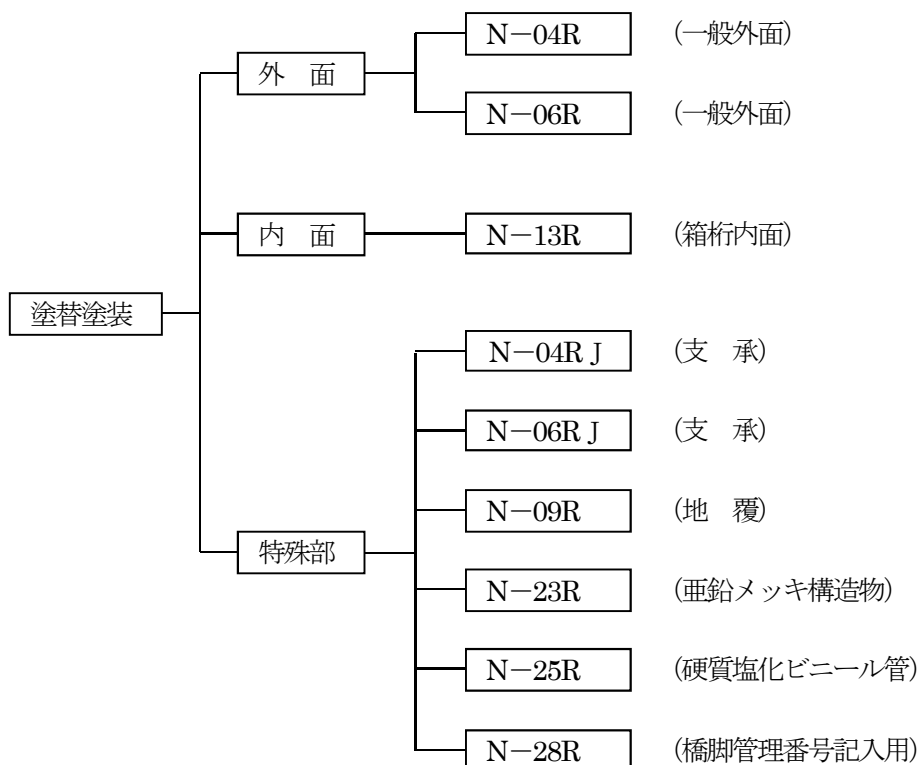 N－04R (一般外面)
外　面
N－06R (一般外面)
内　面 N－13R (箱桁内面)
塗替塗装
N－04RＪ (支　承)
N－06RＪ (支　承)
N－09R (地　覆)
特殊部
N－23R (亜鉛メッキ構造物)
N－25R (硬質塩化ビニール管)
N－28R (橋脚管理番号記入用)